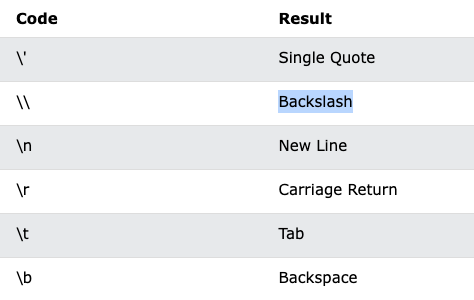 Code Result
\' Single Quote
\\ Backslash
\n New Line
\r Carriage Return
\t Tab
\b Backspace